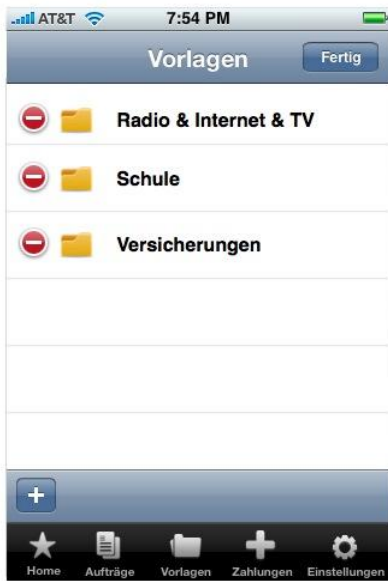 AT&T 7:54 PM
Vorlagen Fertig
Radio & Internet & TV
Schule
Versicherungen
+
Home Aufträge Vorlagen Zahlungen Einstellungen